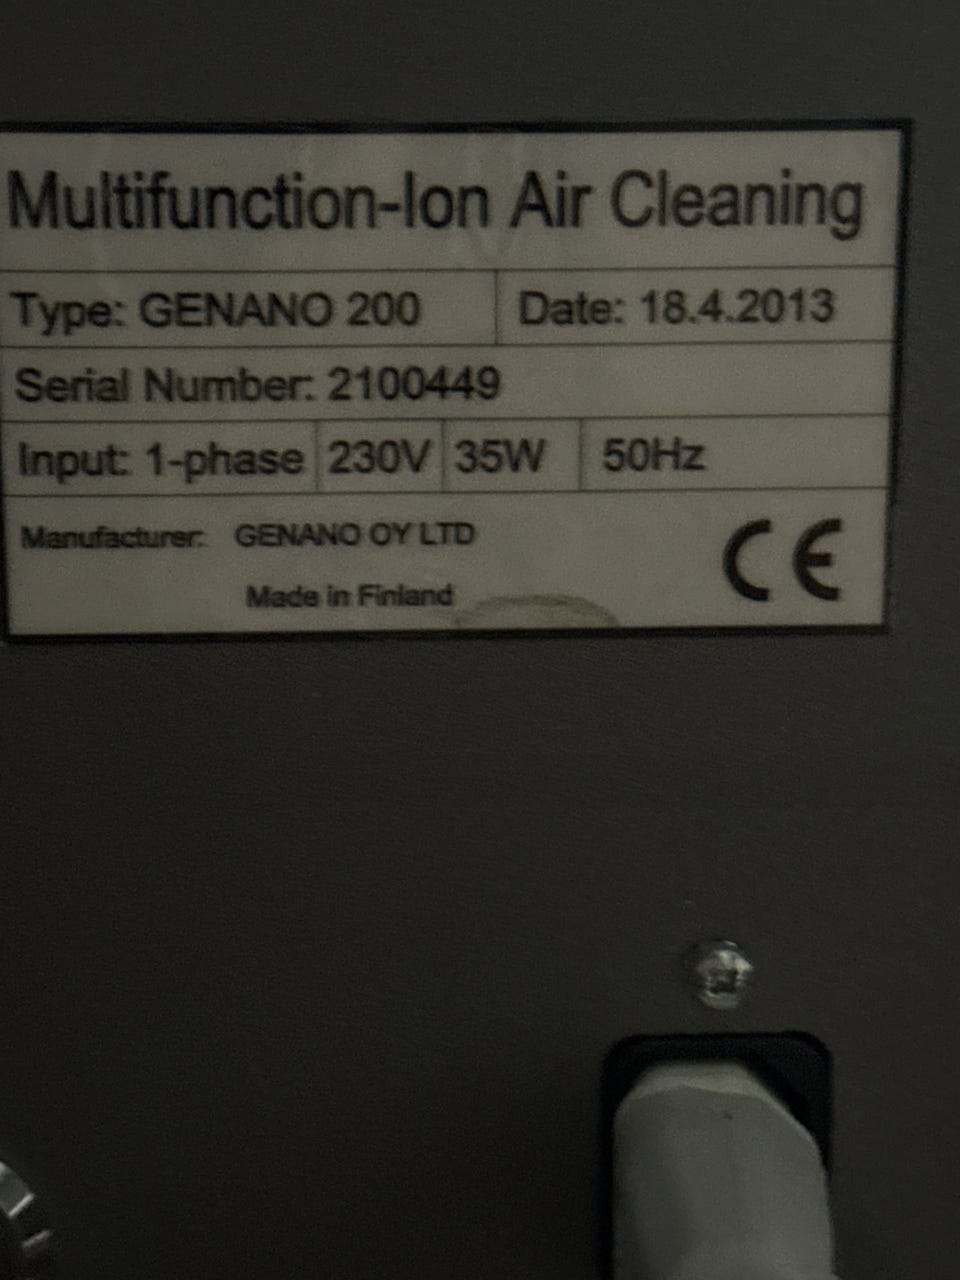 Multifunction-Ion Air Cleaning
Type: GENANO 200 Date: 18.4.2013
Serial Number: 2100449
Input: 1-phase 230V 35W 50Hz
Manufacturer: GENANO OY LTD
Made in Finland
CE